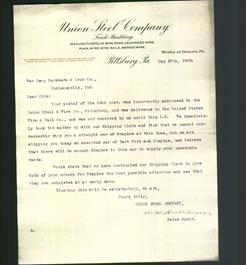 Union Steel Company,
Frick Building
MANUFACTURERS OF WIRE RODS, GALVANIZED WIRE,
PLAIN WIRE, WIRE NAILS, BARBED WIRE.
Works at Donora, Pa.
Pittsburg Pa May 27th, 1902.
Van Camp Hardware & Iron Co.,
Indianapolis, Ind.
Dear Sirs:
Your postal of the 24th inst. was incorrectly addressed to the
Union Steel & Wire Co., Pittsburg, and was delivered to the United States
Wire & Nail Co., and was not received by us until this A.M. We immediate-
ly took the matter up with our Shipping Clerk and find that we cannot con-
veniently ship you a straight car of Staples at this time, but we are
shipping you today an assorted car of Barb Wire and Staples, and believe
that there will be enough Staples in this car to supply your immediate
wants.
Would state that we have instructed our Shipping Clerk to give
both of your orders for Staples the best possible attention and see that
they are completed at an early date.
Trusting this will be satisfactory, we are,
Yours truly,
UNION STEEL COMPANY,
Sales Agent.